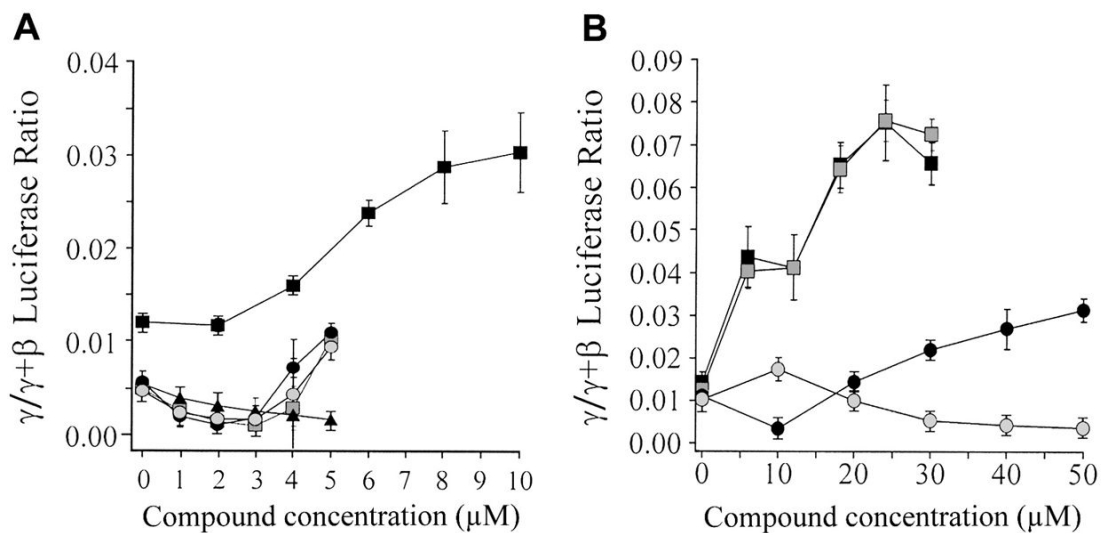 A
γ/γ+β Luciferase Ratio
0.04
0.03
0.02
0.01
0.00
0 1 2 3 4 5 6 7 8 9 10
Compound concentration (µM)
B
γ/γ+β Luciferase Ratio
0.09
0.08
0.07
0.06
0.05
0.04
0.03
0.02
0.01
0.00
0 10 20 30 40 50
Compound concentration (µM)